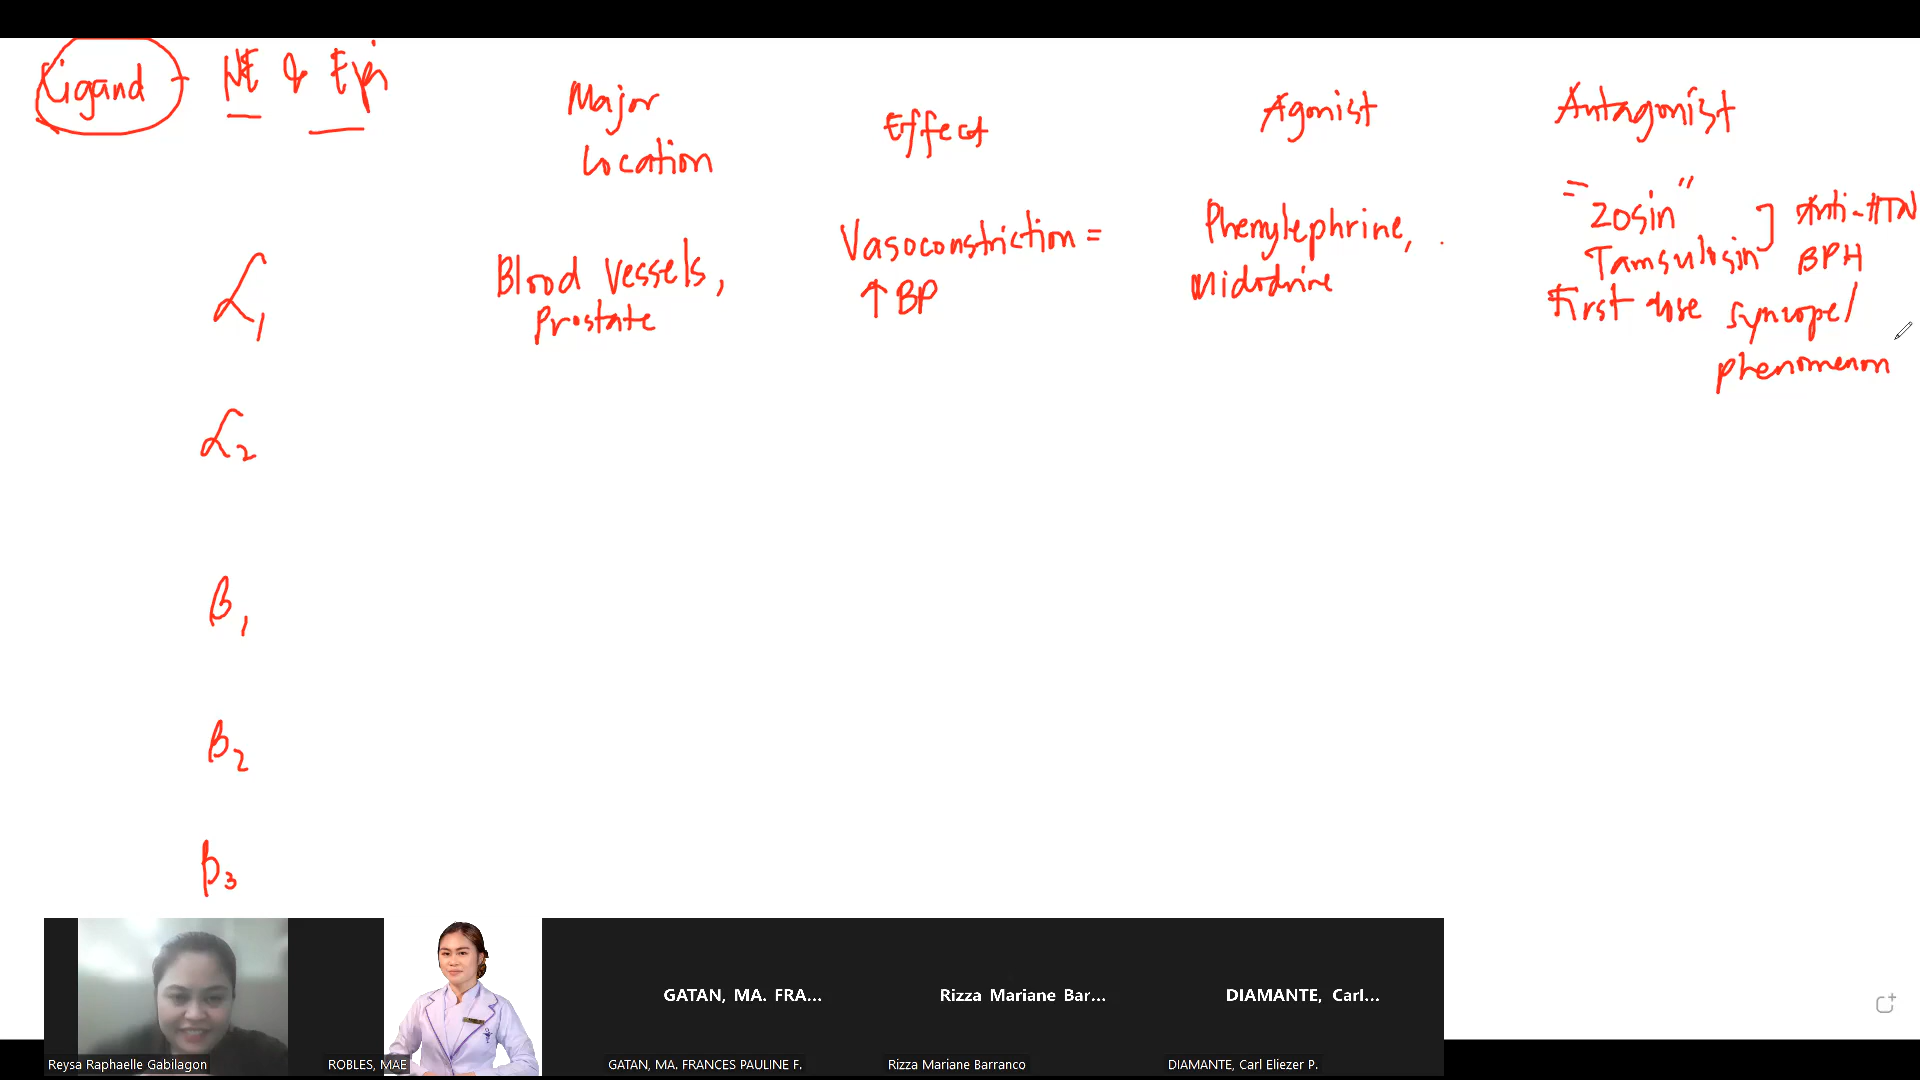 Ligand - NE & Epi
Major Location
Effect
Agonist
Antagonist
α1
Blood Vessels,
Prostate
Vasoconstriction =
↑ BP
Phenylephrine,
Midodrine
"zosin"
Tamsulosin
] Anti-HTN
BPH
First dose syncope/
phenomenon
α2
β1
β2
β3
GATAN, MA. FRA...
Rizza Mariane Bar...
DIAMANTE, Carl...
Reysa Raphaelle Gabilagon
ROBLES, MAE
GATAN, MA. FRANCES PAULINE F.
Rizza Mariane Barranco
DIAMANTE, Carl Eliezer P.